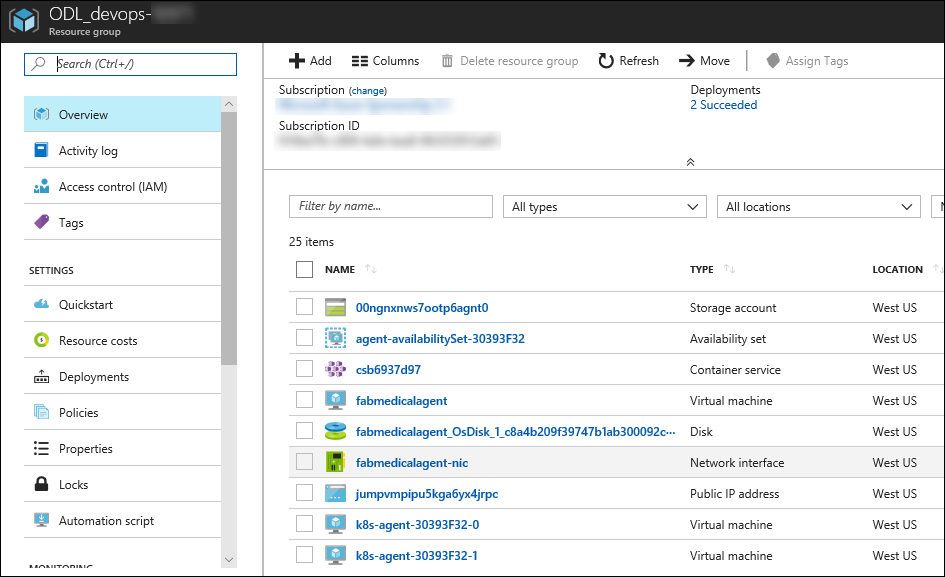 ODL_devops-
Resource group
Search (Ctrl+/)
Overview
Activity log
Access control (IAM)
Tags
SETTINGS
Quickstart
Resource costs
Deployments
Policies
Properties
Locks
Automation script
MONITORING
Add Columns Delete resource group Refresh Move Assign Tags
Subscription (change)
Subscription ID
Deployments
2 Succeeded
Filter by name...
All types
All locations
25 items
NAME TYPE LOCATION
00ngnxnws7ootp6agnt0 Storage account West US
agent-availabilitySet-30393F32 Availability set West US
csb6937d97 Container service West US
fabmedicalagent Virtual machine West US
fabmedicalagent_OsDisk_1_c8a4b209f39747b1ab300092c··· Disk West US
fabmedicalagent-nic Network interface West US
jumpvmpipu5kga6yx4jrpc Public IP address West US
k8s-agent-30393F32-0 Virtual machine West US
k8s-agent-30393F32-1 Virtual machine West US